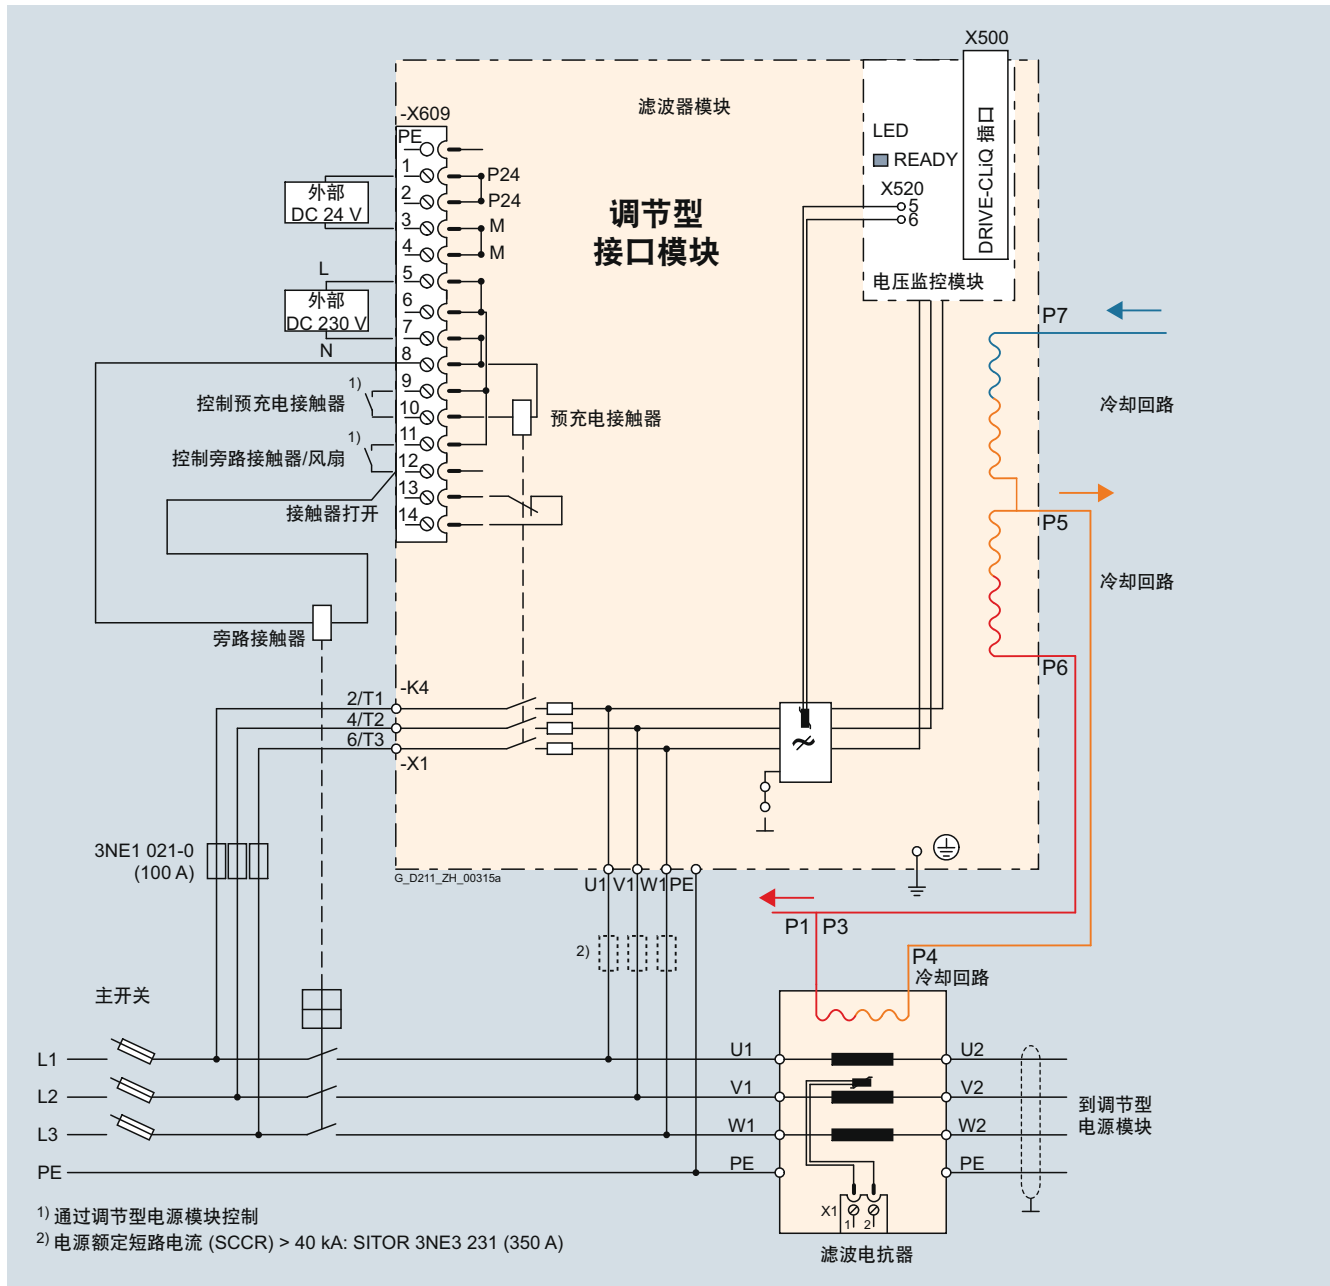 X500
滤波器模块
-X609
PE
1
2
3
4
5
6
7
8
9
10
11
12
13
14
P24
P24
M
M
外部
DC 24 V
L
外部
DC 230 V
N
1)
控制预充电接触器
1)
控制旁路接触器/风扇
接触器打开
预充电接触器
调节型
接口模块
LED
READY
X520
5
6
DRIVE-CLiQ 插口
电压监控模块
P7
冷却回路
P5
冷却回路
P6
旁路接触器
-K4
2/T1
4/T2
6/T3
-X1
3NE1 021-0
(100 A)
G_D211_ZH_00315a
U1 V1 W1 PE
P1 P3
P4
冷却回路
2)
主开关
L1
L2
L3
PE
U1
V1
W1
PE
U2
V2
W2
PE
X1
1 2
到调节型
电源模块
滤波电抗器
1) 通过调节型电源模块控制
2) 电源额定短路电流 (SCCR) > 40 kA: SITOR 3NE3 231 (350 A)